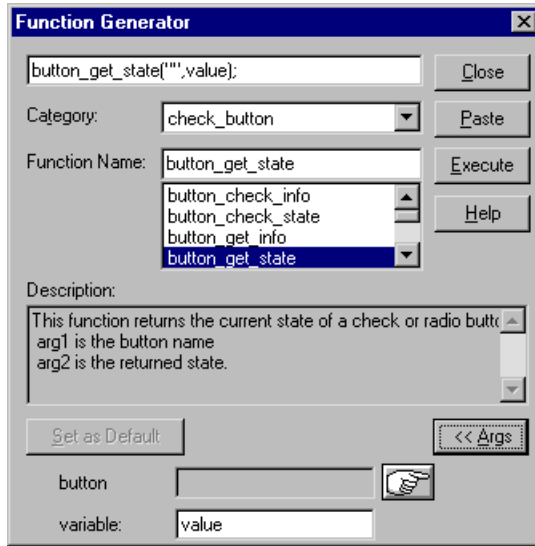 Function Generator
button_get_state("",value);
Close
Category:
check_button
Paste
Function Name:
button_get_state
Execute
button_check_info
button_check_state
button_get_info
button_get_state
Help
Description:
This function returns the current state of a check or radio butto
arg1 is the button name
arg2 is the returned state.
Set as Default
<< Args
button
variable:
value